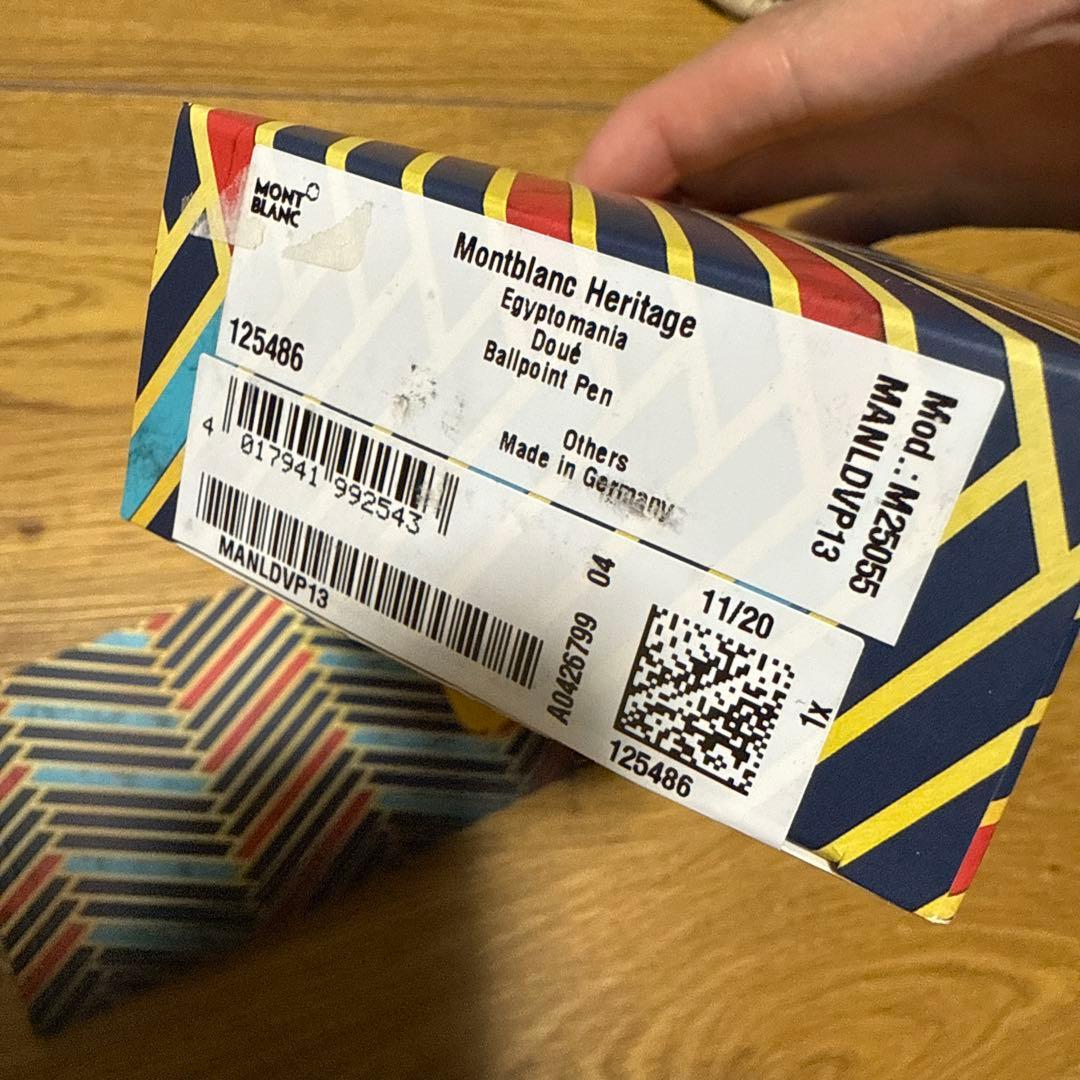 MONT
BLANC
Montblanc Heritage
Egyptomania
Doué
Ballpoint Pen
125486
Others
Made in Germany
Mod.: M25055
MANLDVP13
4 017941 992543
MANLDVP13
A0426799 04
11/20
1x
125486